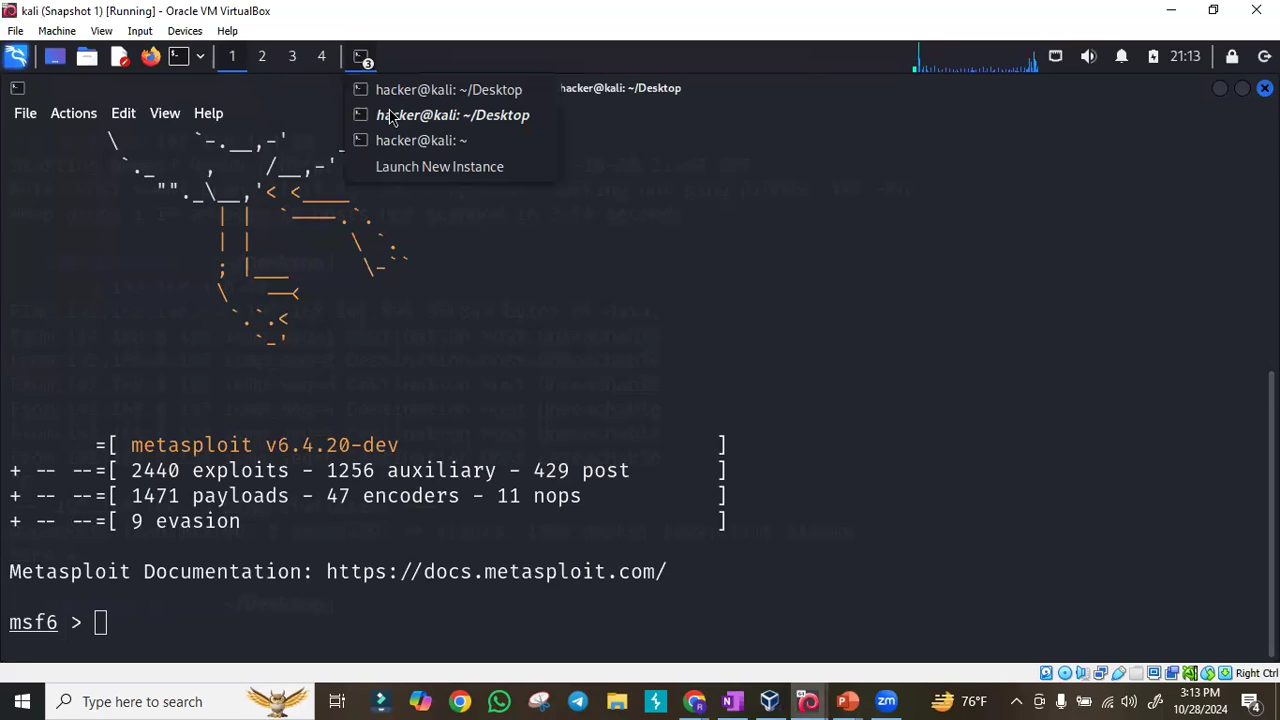 kali (Snapshot 1) [Running] - Oracle VM VirtualBox
File Machine View Input Devices Help
1 2 3 4 3 21:13
hacker@kali: ~/Desktop
hacker@kali: ~/Desktop
File Actions Edit View Help
hacker@kali: ~/Desktop
hacker@kali: ~
Launch New Instance
=[ metasploit v6.4.20-dev ]
+ -- --=[ 2440 exploits - 1256 auxiliary - 429 post ]
+ -- --=[ 1471 payloads - 47 encoders - 11 nops ]
+ -- --=[ 9 evasion ]
Metasploit Documentation: https://docs.metasploit.com/
msf6 >
Right Ctrl
Type here to search
76°F
3:13 PM
10/28/2024
4